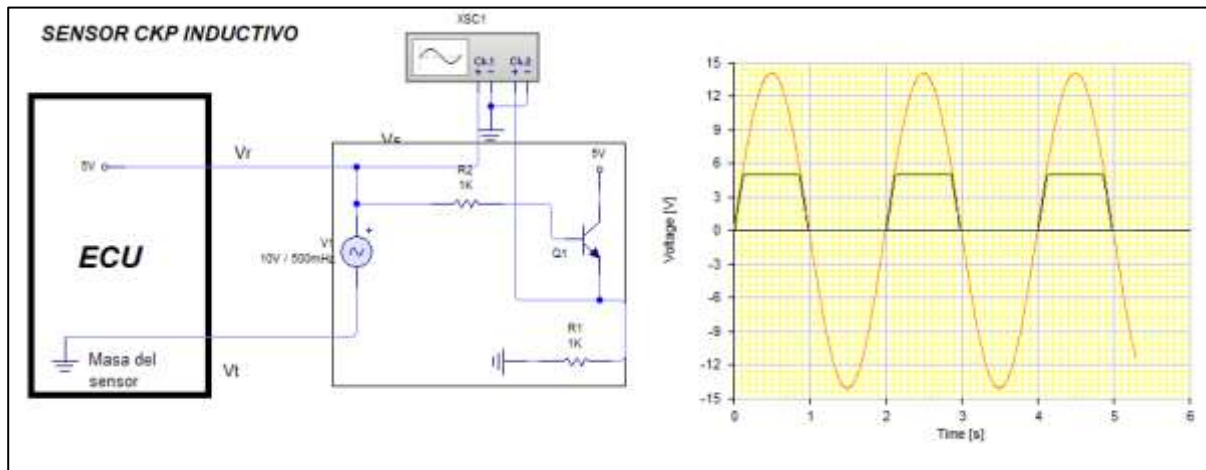 SENSOR CKP INDUCTIVO
XSC1
Ch.1 Ch.2
+ - + -
5V
Vr
Vs
R2
1K
5V
ECU
V1
10V / 500mHz
+
Q1
R1
1K
Masa del
sensor
Vt
Voltage [V]
15
12
9
6
3
0
-3
-6
-9
-12
-15
0 1 2 3 4 5 6
Time [s]